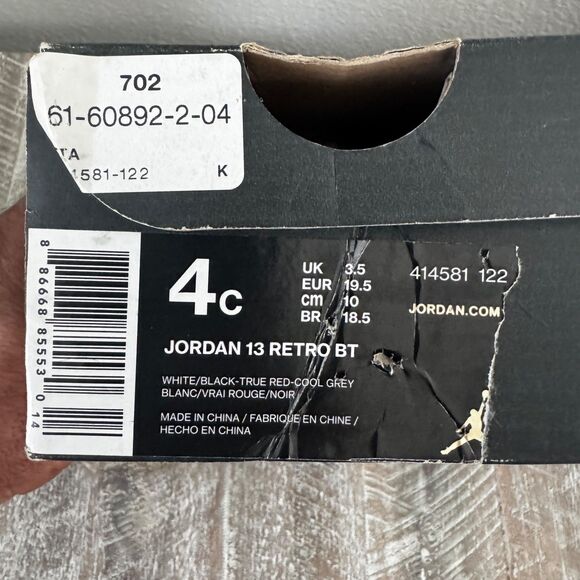 702
61-60892-2-04
TA
4581-122 K
8 86668 85553 0 14
4C
UK 3.5
EUR 19.5
cm 10
BR 18.5
414581 122
JORDAN.COM
JORDAN 13 RETRO BT
WHITE/BLACK-TRUE RED-COOL GREY
BLANC/VRAI ROUGE/NOIR
MADE IN CHINA / FABRIQUE EN CHINE /
HECHO EN CHINA